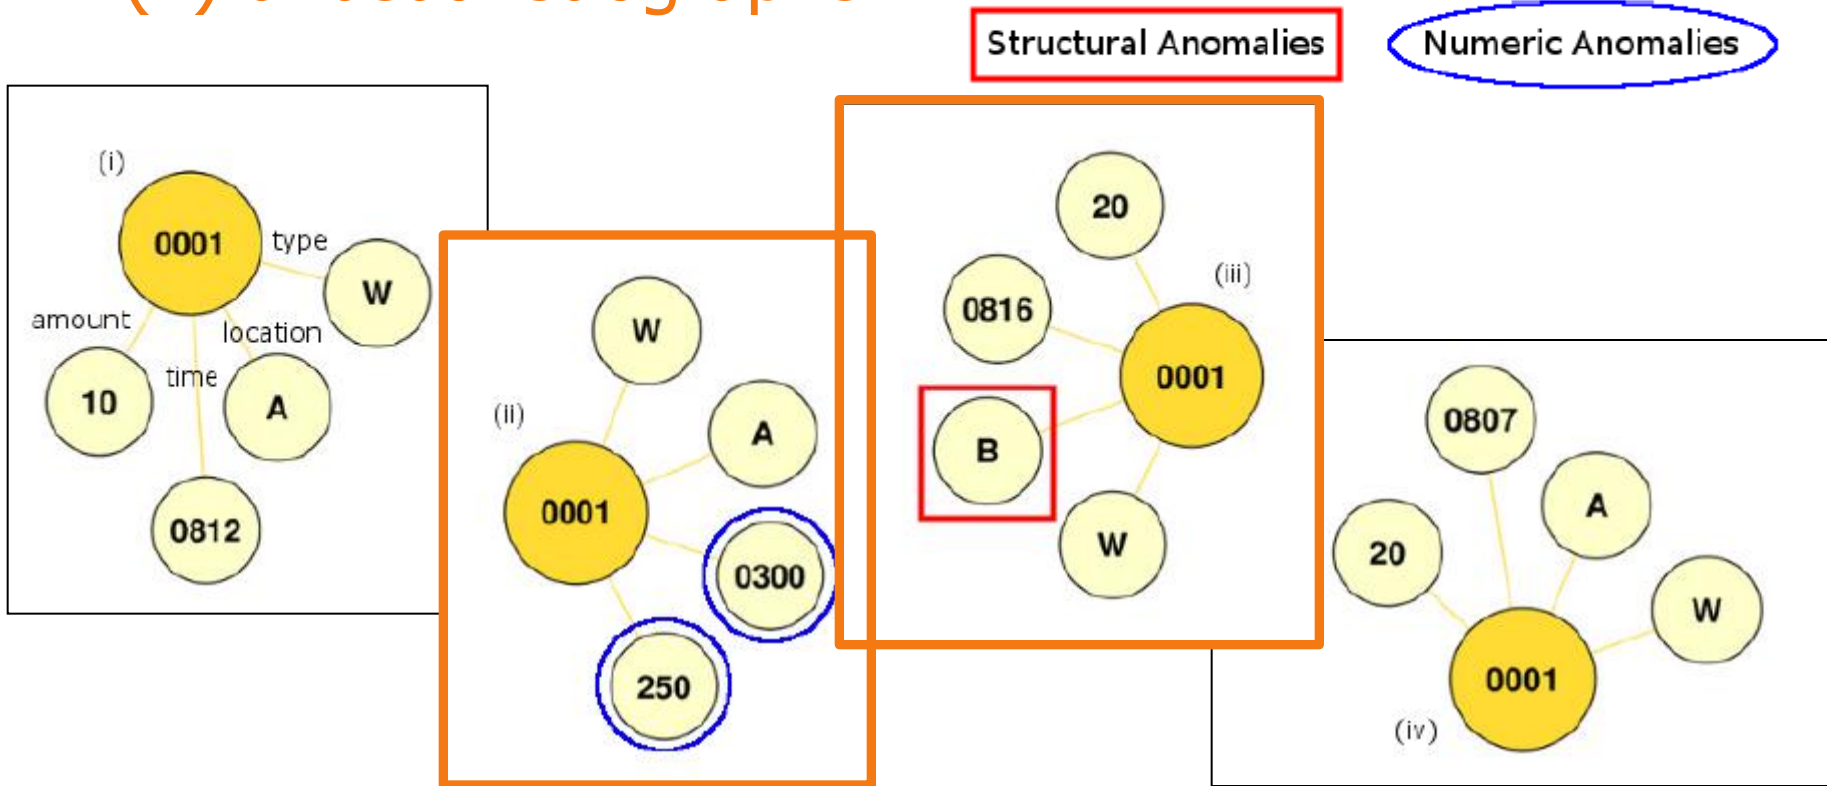 Structural Anomalies
Numeric Anomalies
(i)
0001
type
W
amount
location
10
time
A
0812
(ii)
W
A
0001
0300
250
(iii)
20
0816
0001
B
W
0807
A
20
W
0001
(iv)